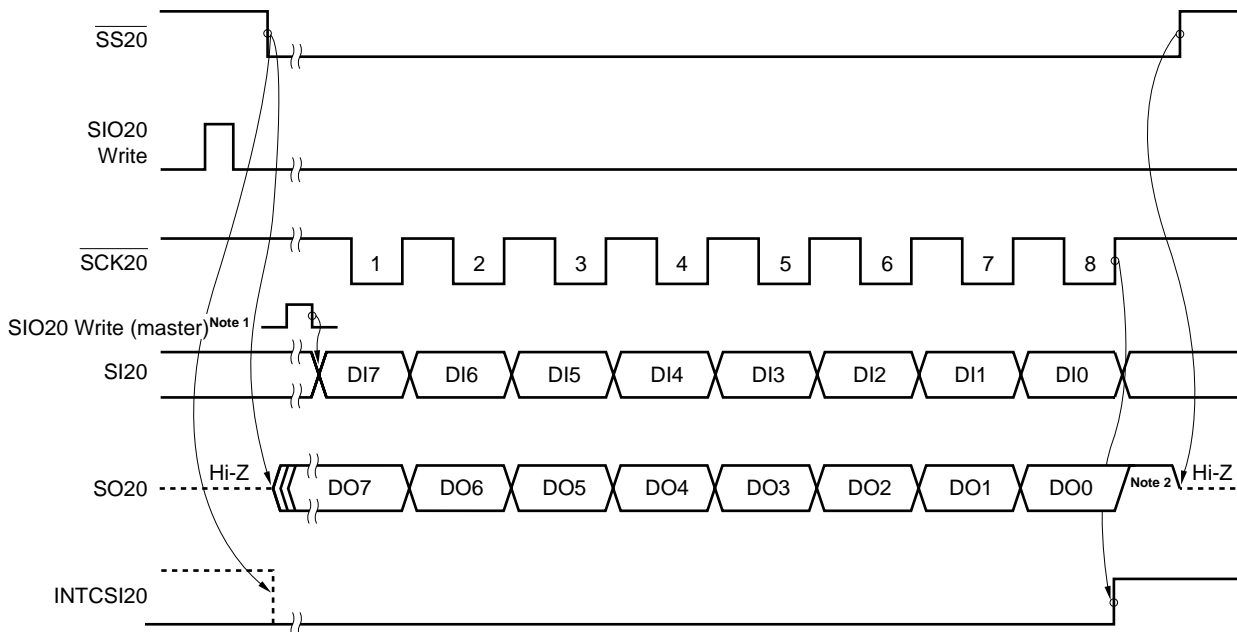 SS20
SIO20
Write
SCK20
1 2 3 4 5 6 7 8
SIO20 Write (master)Note 1
SI20
DI7 DI6 DI5 DI4 DI3 DI2 DI1 DI0
Hi-Z
SO20
DO7 DO6 DO5 DO4 DO3 DO2 DO1 DO0
Note 2
Hi-Z
INTCSI20